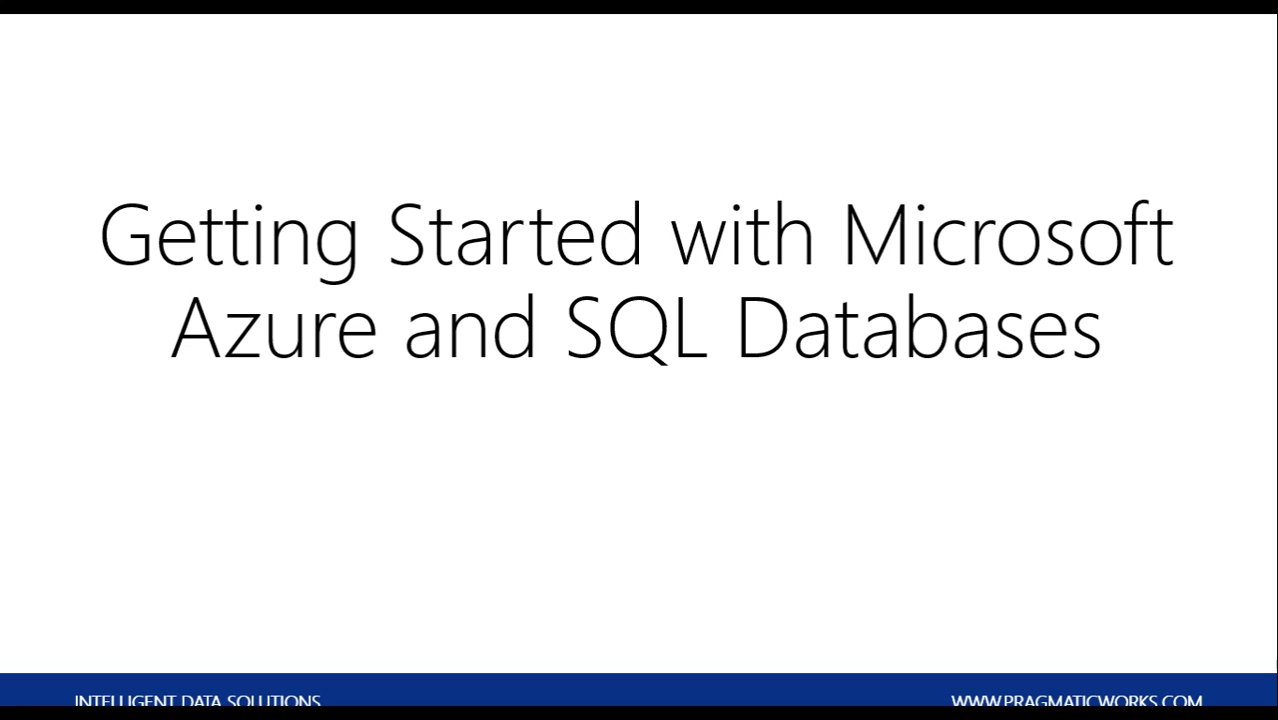 Getting Started with Microsoft
Azure and SQL Databases
INTELLIGENT DATA SOLUTIONS
WWW.PRAGMATICWORKS.COM